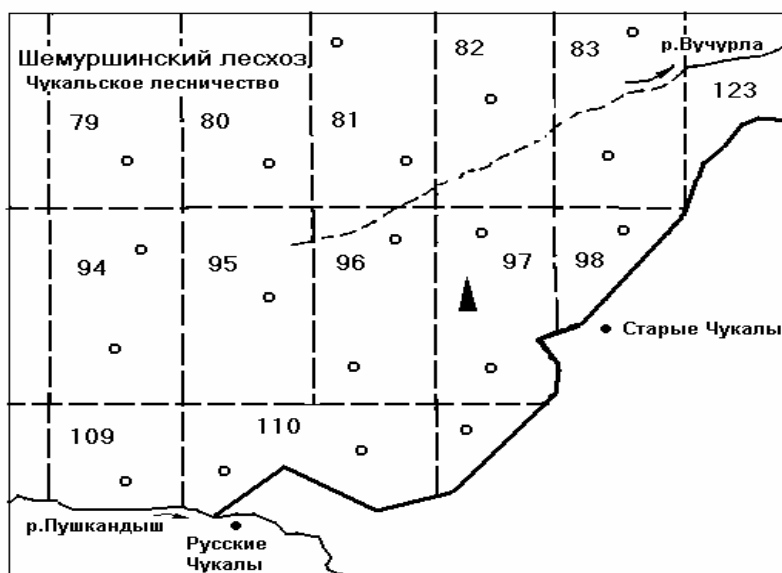 Шемуршинский лесхоз
Чукальское лесничество
82
83
р.Вучурла
123
79
80
81
94
95
96
97
98
Старые Чукалы
109
110
р.Пушкандыш
Русские
Чукалы